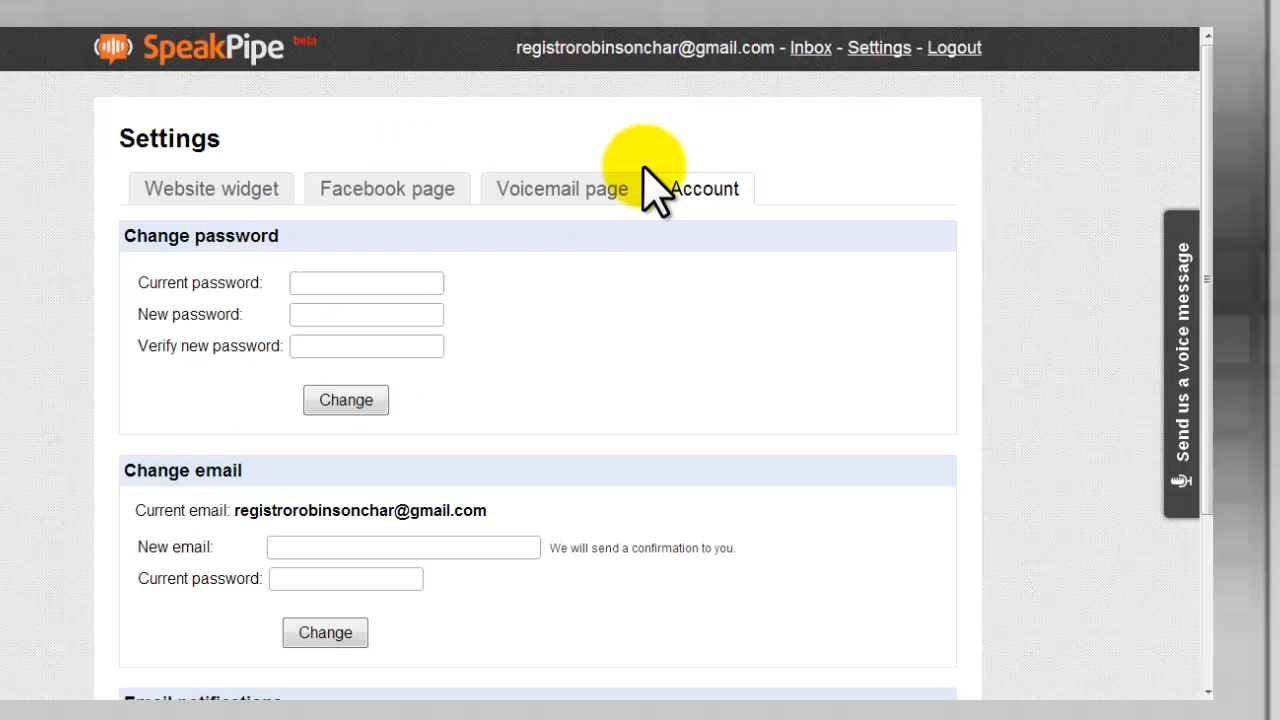 SpeakPipe beta
registrorobinsonchar@gmail.com - Inbox - Settings - Logout
Settings
Website widget
Facebook page
Voicemail page
Account
Change password
Current password:
New password:
Verify new password:
Change
Change email
Current email: registrorobinsonchar@gmail.com
New email:
We will send a confirmation to you.
Current password:
Change
Email notifications
Send us a voice message